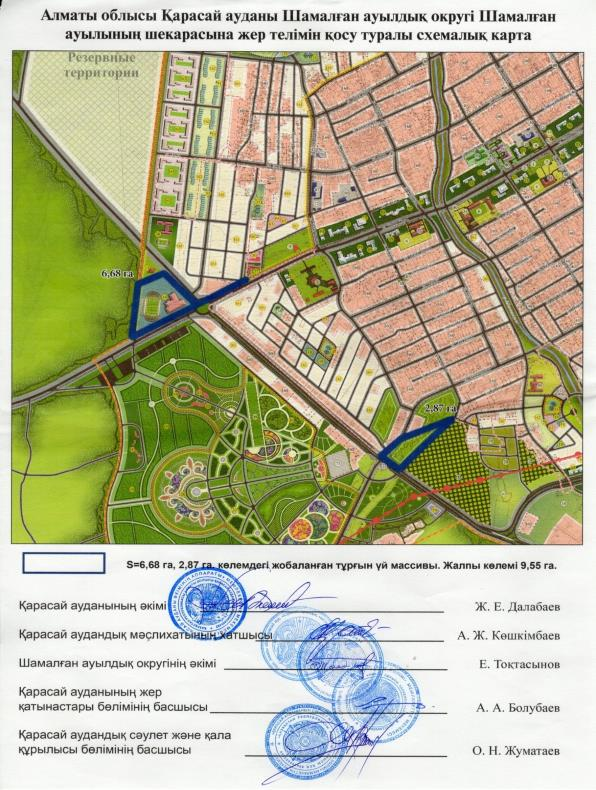 Алматы облысы Қарасай ауданы Шамалған ауылдық округі Шамалған
ауылының шекарасына жер телімін қосу туралы схемалық карта
Резервные
территории
6,68 га
2,87 га
S=6,68 га, 2,87 га, көлемдегі жобаланған тұрғын үй массивы. Жалпы көлемі 9,55 га.
Қарасай ауданының әкімі Ж. Е. Далабаев
Қарасай аудандық мәслихатының хатшысы А. Ж. Көшкімбаев
Шамалған ауылдық округінің әкімі Е. Тоқтасынов
Қарасай ауданының жер
қатынастары бөлімінің басшысы А. А. Болубаев
Қарасай аудандық сәулет және қала
құрылысы бөлімінің басшысы О. Н. Жуматаев